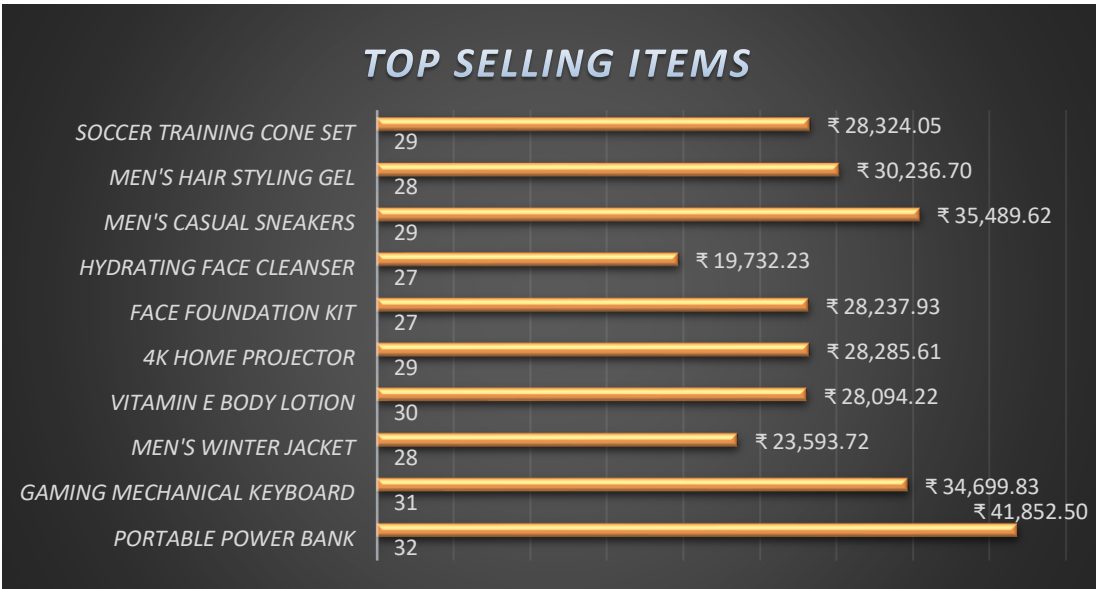 TOP SELLING ITEMS
SOCCER TRAINING CONE SET
₹ 28,324.05
29
MEN'S HAIR STYLING GEL
₹ 30,236.70
28
MEN'S CASUAL SNEAKERS
₹ 35,489.62
29
HYDRATING FACE CLEANSER
₹ 19,732.23
27
FACE FOUNDATION KIT
₹ 28,237.93
27
4K HOME PROJECTOR
₹ 28,285.61
29
VITAMIN E BODY LOTION
₹ 28,094.22
30
MEN'S WINTER JACKET
₹ 23,593.72
28
GAMING MECHANICAL KEYBOARD
₹ 34,699.83
31
PORTABLE POWER BANK
₹ 41,852.50
32